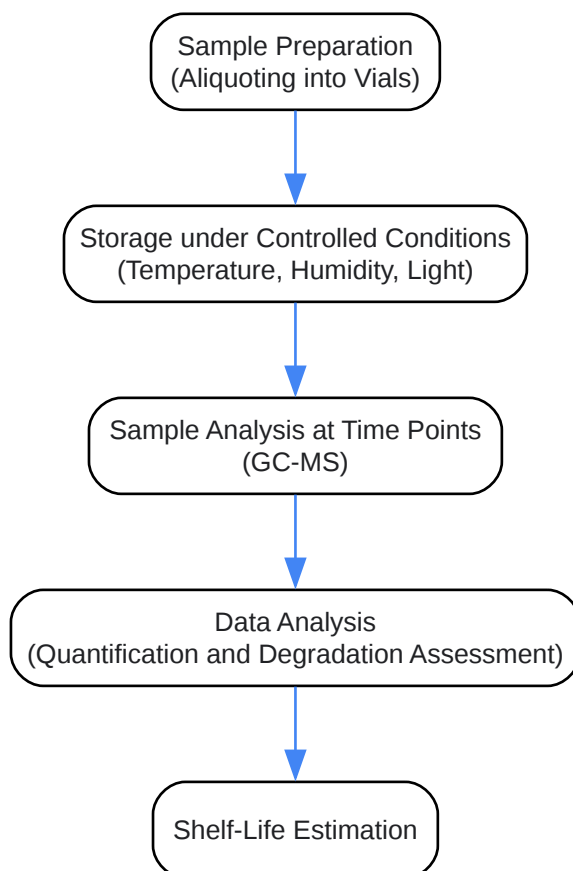 Sample Preparation
(Aliquoting into Vials)
Storage under Controlled Conditions
(Temperature, Humidity, Light)
Sample Analysis at Time Points
(GC-MS)
Data Analysis
(Quantification and Degradation Assessment)
Shelf-Life Estimation